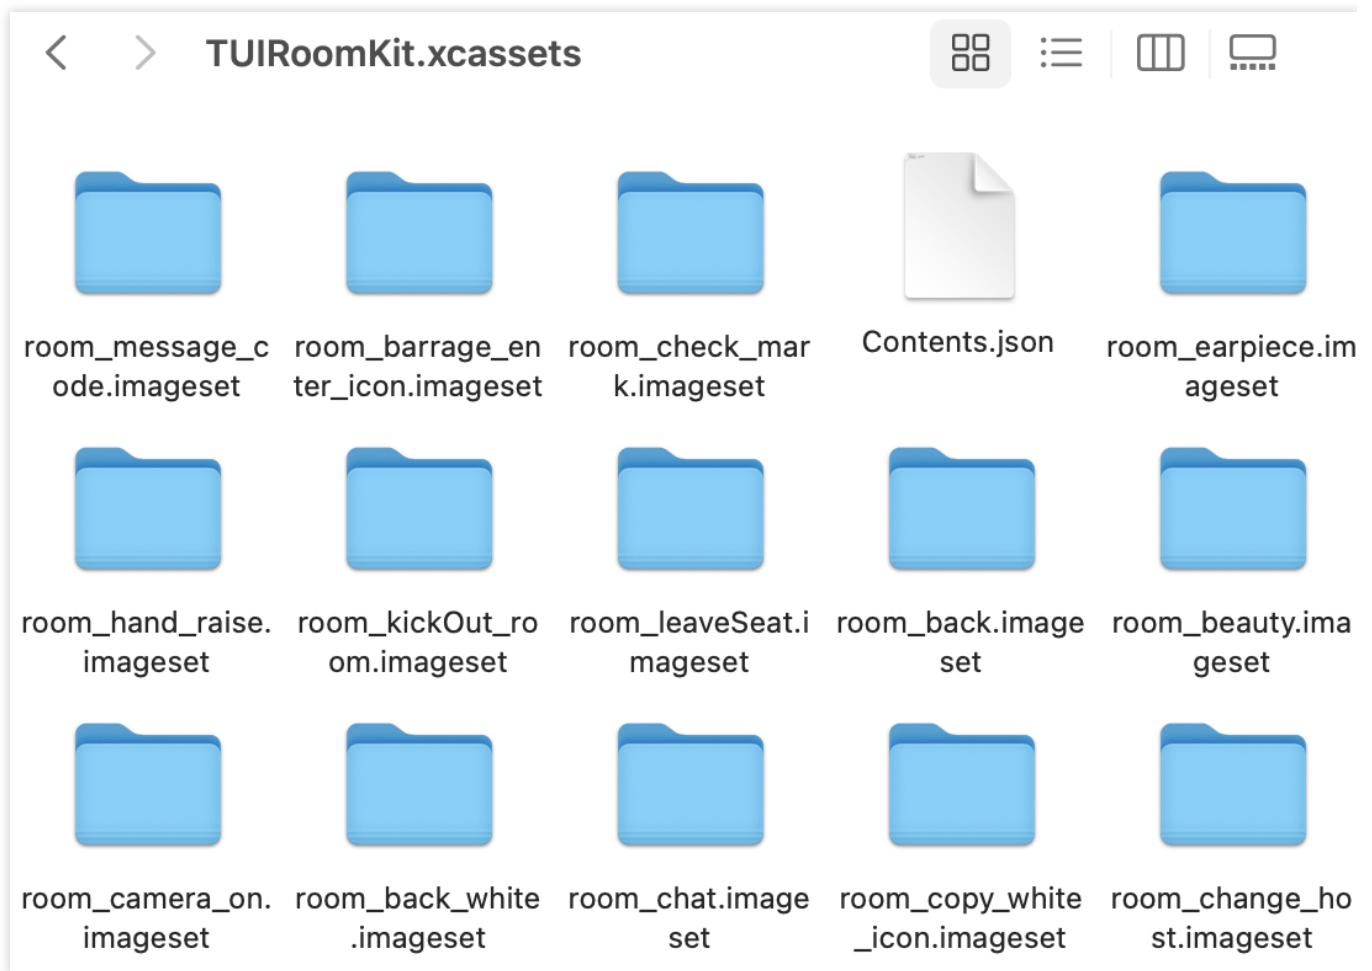 TUIRoomKit.xcassets
room_message_c
ode.imageset
room_barrage_en
ter_icon.imageset
room_check_mar
k.imageset
Contents.json
room_earpiece.im
ageset
room_hand_raise.
imageset
room_kickOut_ro
om.imageset
room_leaveSeat.i
mageset
room_back.image
set
room_beauty.ima
geset
room_camera_on.
imageset
room_back_white
.imageset
room_chat.image
set
room_copy_white
_icon.imageset
room_change_ho
st.imageset